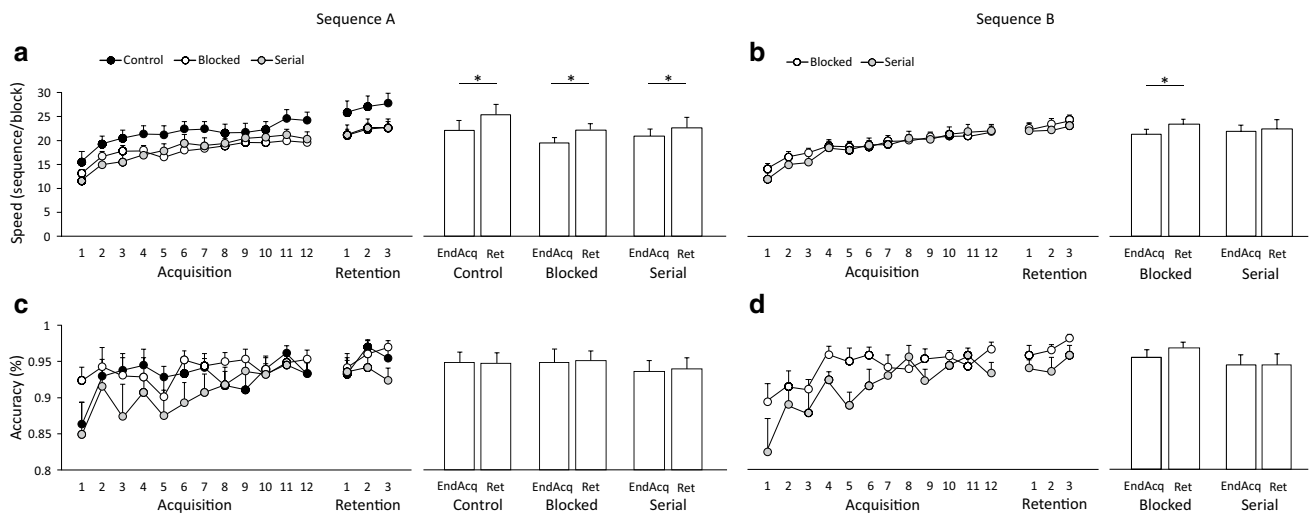 Sequence A
Sequence B
a
Control Blocked Serial
Speed (sequence/block)
30
25
20
15
10
5
0
1 2 3 4 5 6 7 8 9 10 11 12
Acquisition
1 2 3
Retention
* * *
EndAcq Ret EndAcq Ret EndAcq Ret
Control Blocked Serial
b
Blocked Serial
1 2 3 4 5 6 7 8 9 10 11 12
Acquisition
1 2 3
Retention
*
EndAcq Ret EndAcq Ret
Blocked Serial
c
Accuracy (%)
1
0.95
0.9
0.85
0.8
1 2 3 4 5 6 7 8 9 10 11 12
Acquisition
1 2 3
Retention
EndAcq Ret EndAcq Ret EndAcq Ret
Control Blocked Serial
d
1 2 3 4 5 6 7 8 9 10 11 12
Acquisition
1 2 3
Retention
EndAcq Ret EndAcq Ret
Blocked Serial